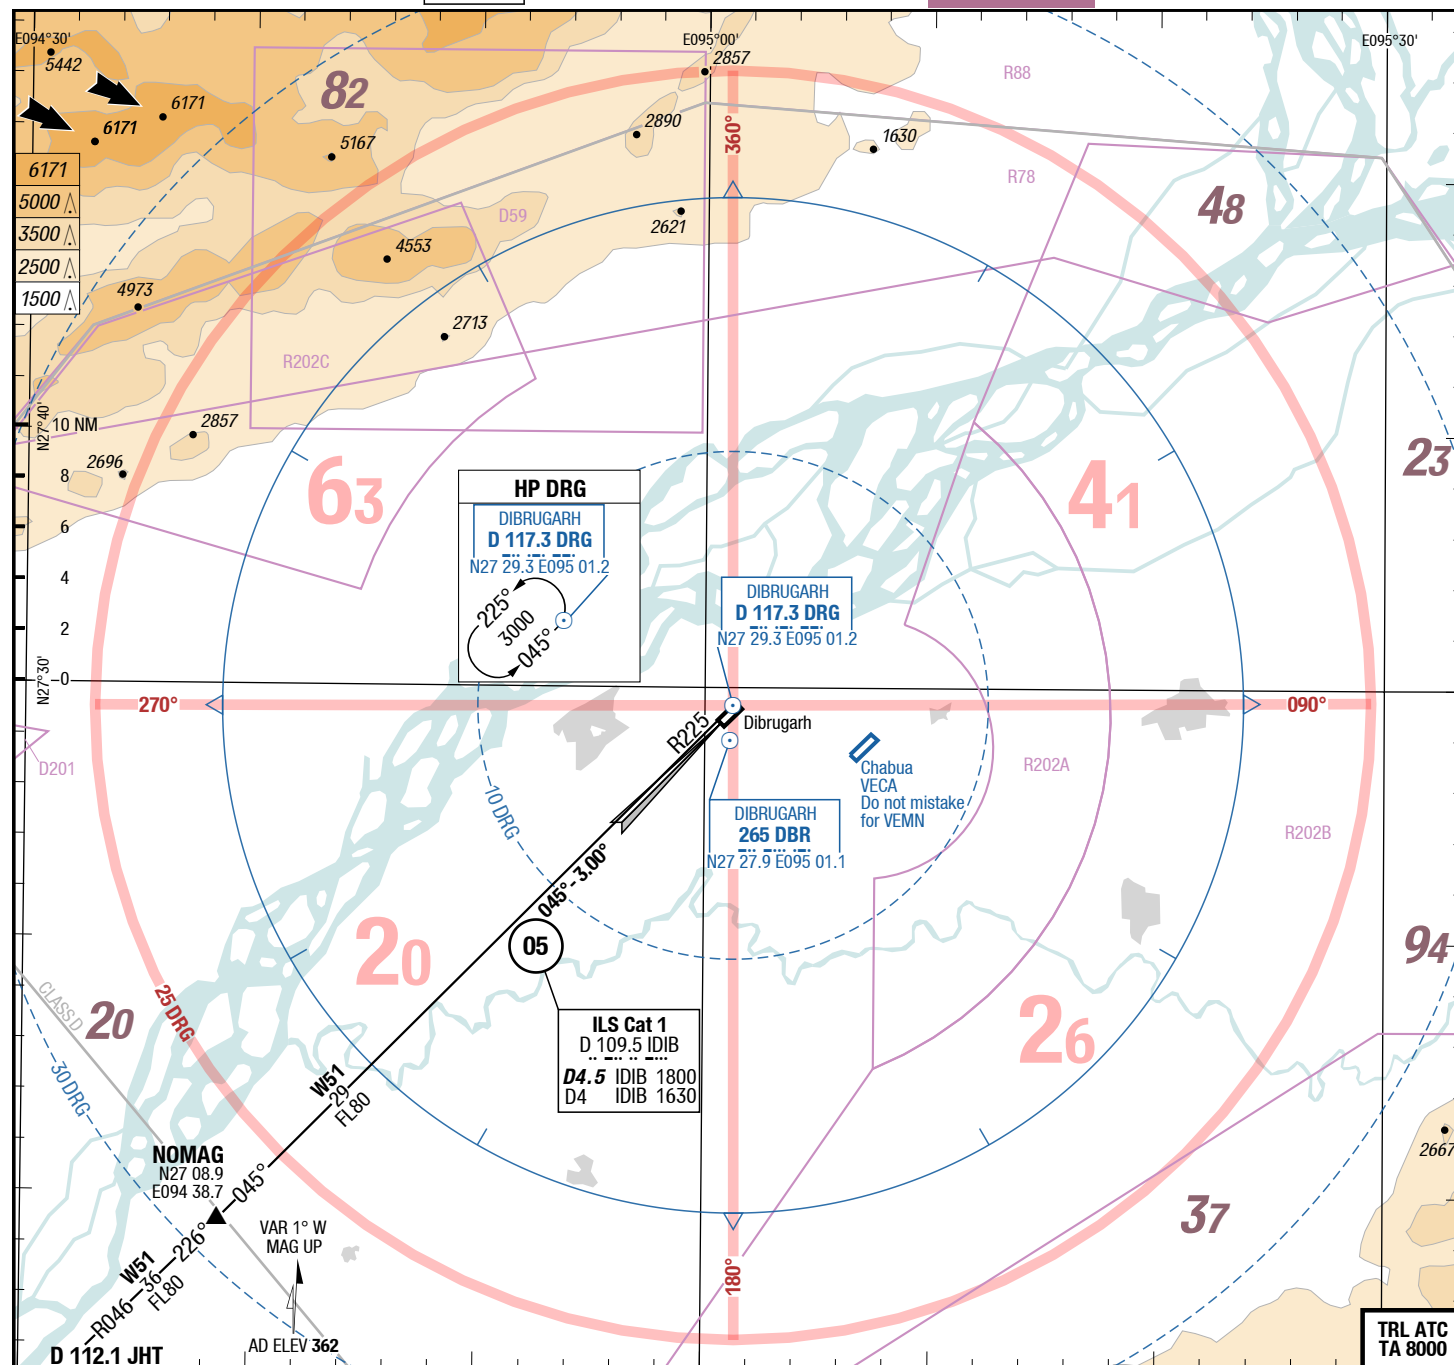 E094°30'
E095°00'
E095°30'
5442
2857
R88
82
6171
6171
2890
5167
1630
360°
6171
5000
3500
2500
1500
R78
48
D59
2621
4553
4973
2713
R202C
2857
N27°40'
10 NM
2696
8
6
4
2
0
N27°30'
63
41
23
HP DRG
DIBRUGARH
D 117.3 DRG
N27 29.3 E095 01.2
225°
3000
045°
DIBRUGARH
D 117.3 DRG
N27 29.3 E095 01.2
270°
090°
R225
Dibrugarh
D201
Chabua
VECA
Do not mistake
for VEMN
R202A
R202B
10 DRG
DIBRUGARH
265 DBR
N27 27.9 E095 01.1
045° - 3.00°
05
20
94
CLASS D
20
25 DRG
26
ILS Cat 1
D 109.5 IDIB
D4.5 IDIB 1800
D4 IDIB 1630
30 DRG
W51
29
FL80
NOMAG
N27 08.9
E094 38.7
045°
2667
37
VAR 1° W
MAG UP
226°
W51
36
FL80
R046
180°
AD ELEV 362
D 112.1 JHT
TRL ATC
TA 8000